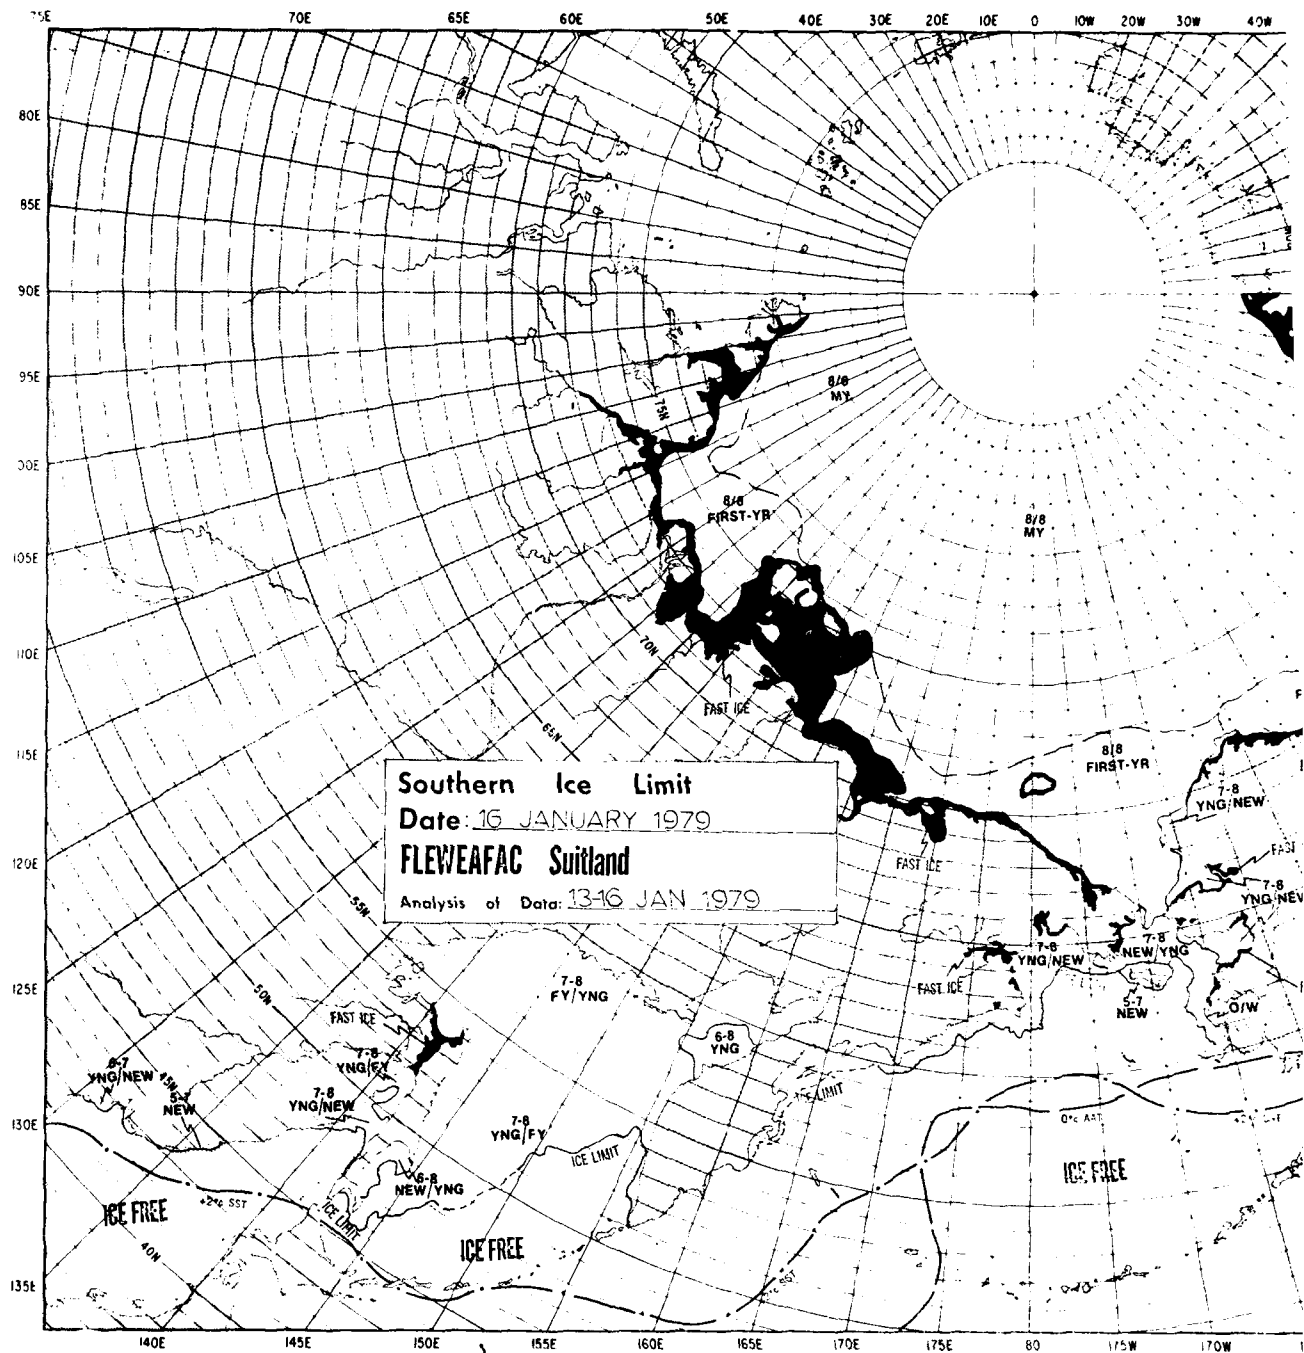 75E 70E 65E 60E 50E 40E 30E 20E 10E 0 10W 20W 30W 40W
80E
85E
90E
95E
8/8
MY
75N
00E
8/8
FIRST-YR
8/8
MY
105E
110E
70N
FAST ICE
65N
115E
8/8
FIRST-YR
7-8
YNG/NEW
Southern Ice Limit
Date: 16 JANUARY 1979
FLEWEAFAC Suitland
Analysis of Data: 13-16 JAN 1979
120E
FAST ICE
FAST
7-8
YNG/NEW
55N
7-8
YNG/NEW
7-8
NEW/YNG
125E
50N
7-8
FY/YNG
FAST ICE
5-7
NEW
O/W
FAST ICE
6-8
YNG
7-8
YNG/FY
6-7
YNG/NEW
45N
5-7
NEW
7-8
YNG/NEW
ICE LIMIT
130E
7-8
YNG/FY
ICE LIMIT
0°C AAT
ICE FREE
6-8
NEW/YNG
+2°C SST
ICE LIMIT
ICE FREE
40N
ICE FREE
135E
140E 145E 150E 155E 160E 165E 170E 175E 80 175W 170W